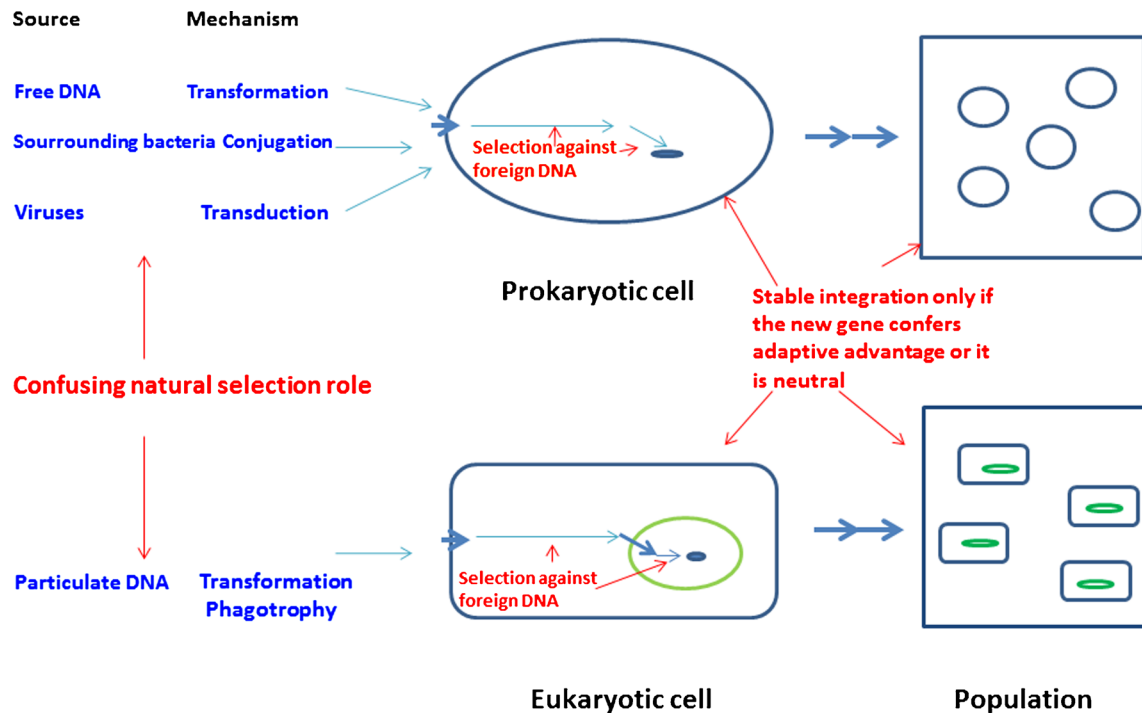 Source Mechanism
Free DNA Transformation
Sourrounding bacteria Conjugation
Viruses Transduction
Selection against
foreign DNA
Prokaryotic cell
Stable integration only if
the new gene confers
adaptive advantage or it
is neutral
Confusing natural selection role
Particulate DNA Transformation
Phagotrophy
Selection against
foreign DNA
Eukaryotic cell
Population